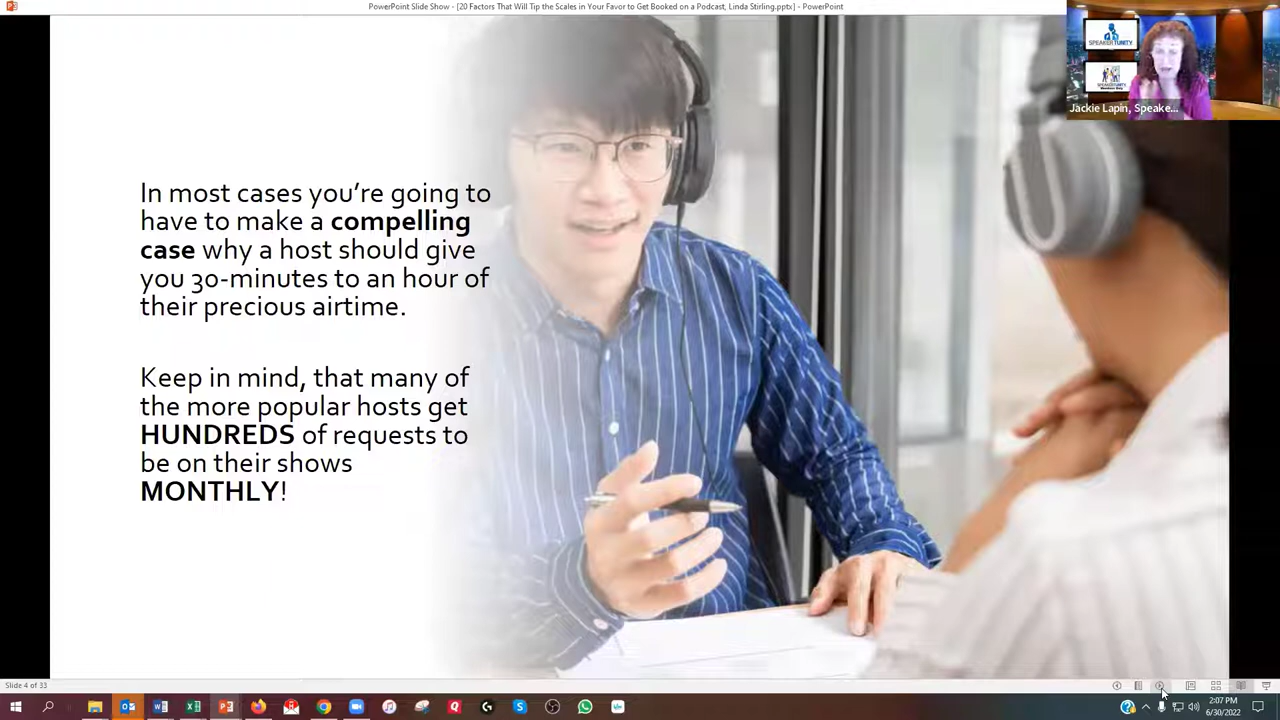 PowerPoint Slide Show - [20 Factors That Will Tip the Scales in Your Favor to Get Booked on a Podcast, Linda Stirling.pptx] - PowerPoint
SPEAKERTUNITY
SPEAKERTUNITY
Members Only
Jackie Lapin, Speake...
In most cases you’re going to
have to make a compelling
case why a host should give
you 30-minutes to an hour of
their precious airtime.
Keep in mind, that many of
the more popular hosts get
HUNDREDS of requests to
be on their shows
MONTHLY!
Slide 4 of 33
2:07 PM
6/30/2022